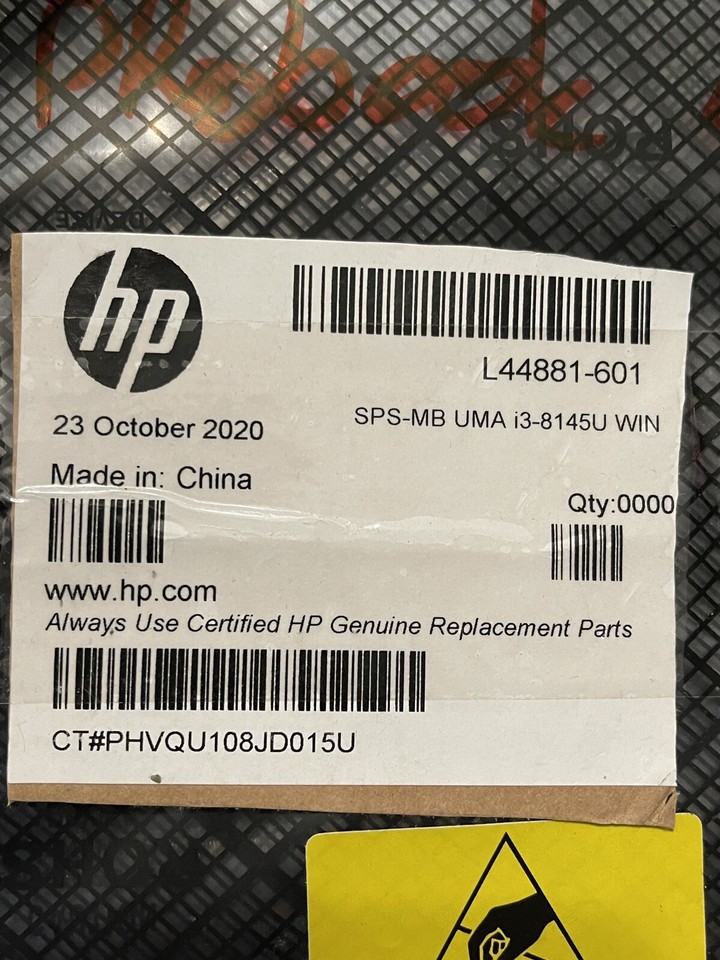 hp
L44881-601
23 October 2020
SPS-MB UMA i3-8145U WIN
Made in: China
Qty:0000
www.hp.com
Always Use Certified HP Genuine Replacement Parts
CT#PHVQU108JD015U